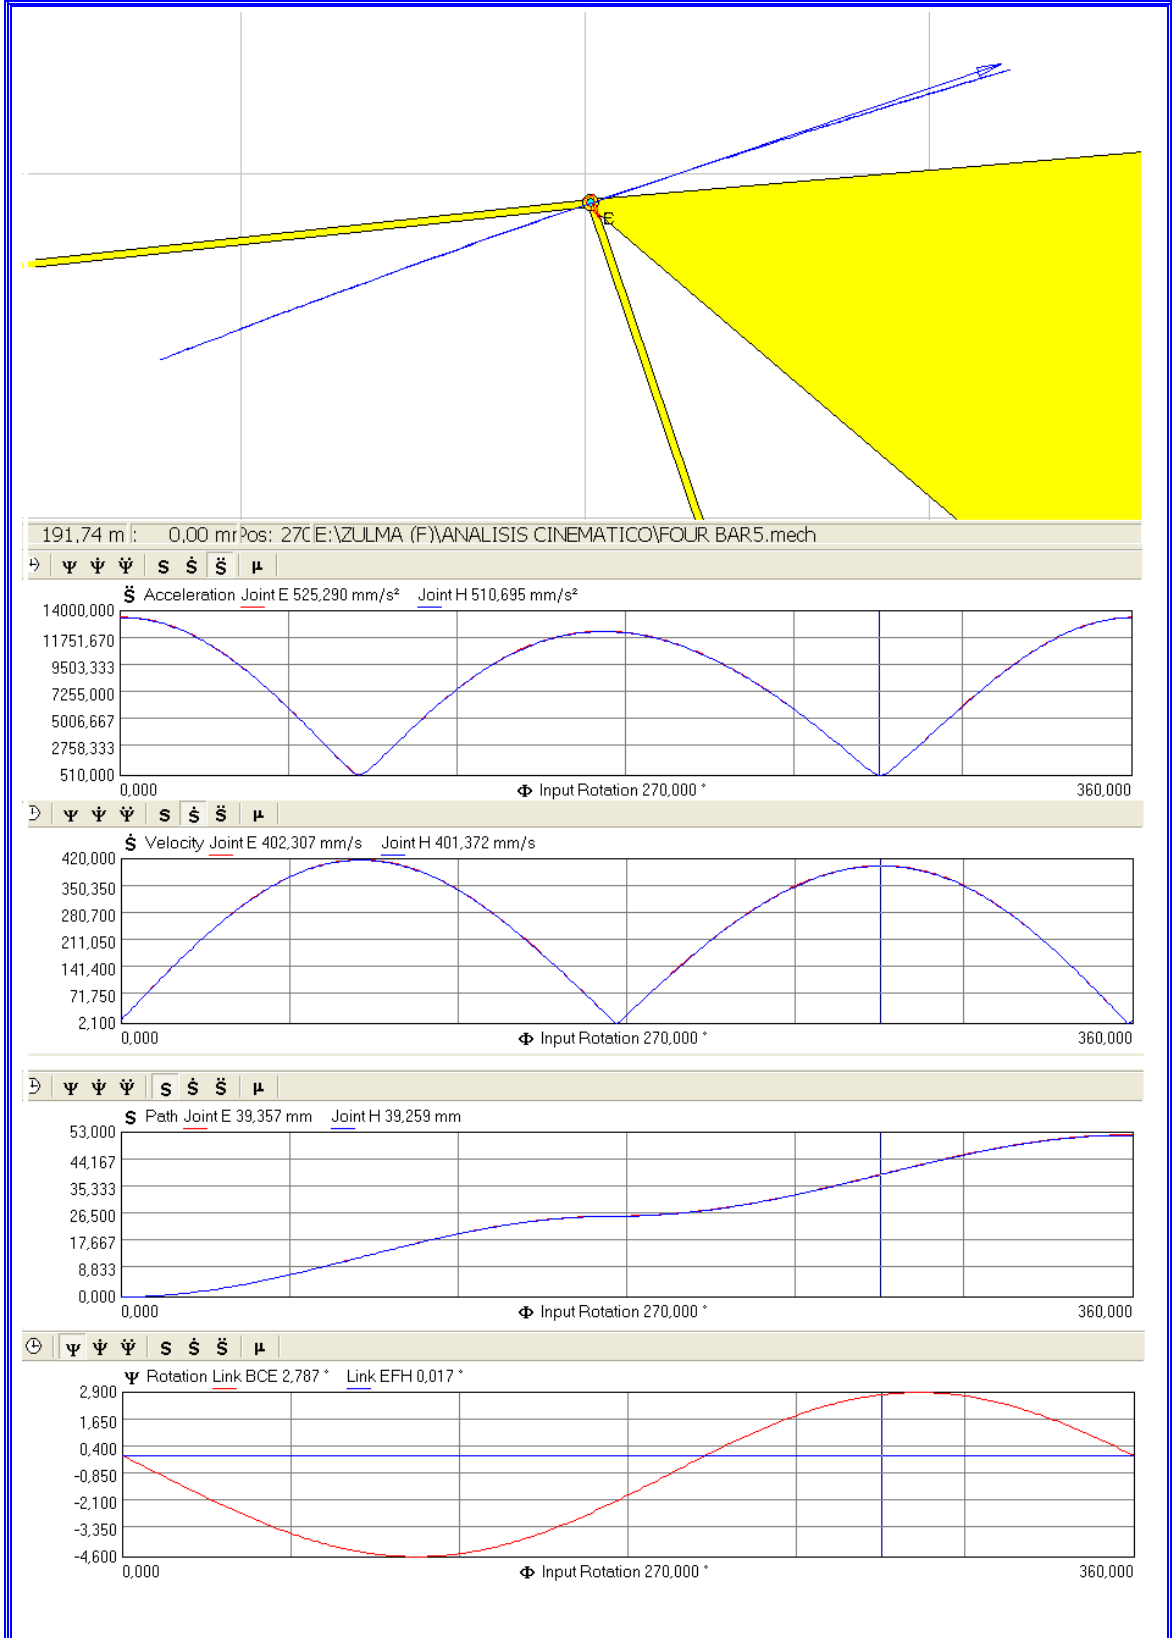 E
191,74 m : 0,00 mr Pos: 270 E:\ZULMA (F)\ANALISIS CINEMATICO\FOUR BAR5.mech
Ψ Ψ̇ Ψ̈ S Ṡ S̈ μ
S̈ Acceleration Joint E 525,290 mm/s² Joint H 510,695 mm/s²
14000,000
11751,670
9503,333
7255,000
5006,667
2758,333
510,000
0,000 Φ Input Rotation 270,000 ° 360,000
Ψ Ψ̇ Ψ̈ S Ṡ S̈ μ
Ṡ Velocity Joint E 402,307 mm/s Joint H 401,372 mm/s
420,000
350,350
280,700
211,050
141,400
71,750
2,100
0,000 Φ Input Rotation 270,000 ° 360,000
Ψ Ψ̇ Ψ̈ S Ṡ S̈ μ
S Path Joint E 39,357 mm Joint H 39,259 mm
53,000
44,167
35,333
26,500
17,667
8,833
0,000
0,000 Φ Input Rotation 270,000 ° 360,000
Ψ Ψ̇ Ψ̈ S Ṡ S̈ μ
Ψ Rotation Link BCE 2,787 ° Link EFH 0,017 °
2,900
1,650
0,400
-0,850
-2,100
-3,350
-4,600
0,000 Φ Input Rotation 270,000 ° 360,000